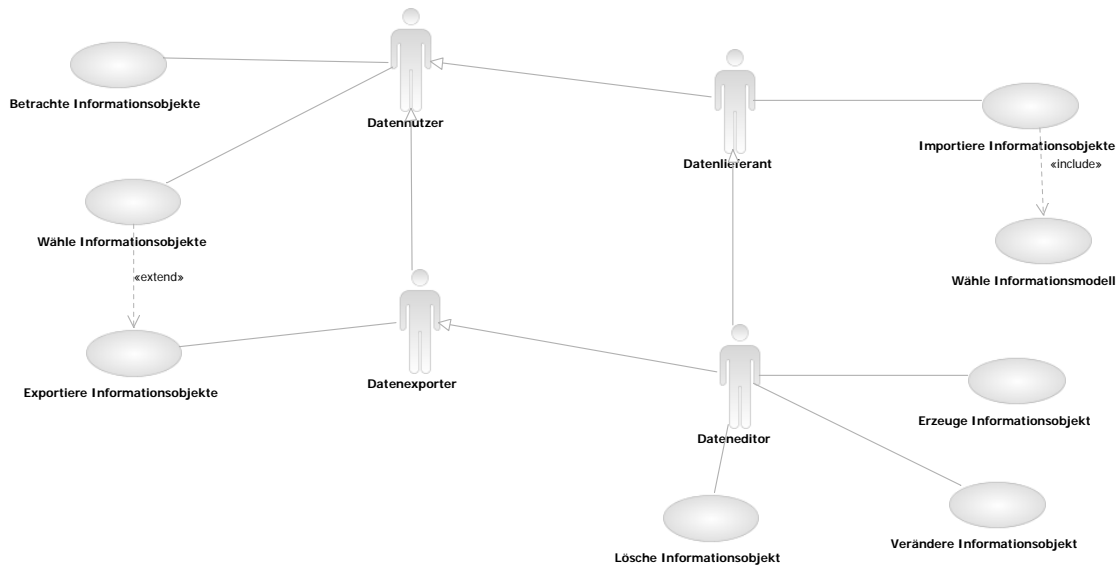 Betrachte Informationsobjekte
Datennutzer
Datenlieferant
Importiere Informationsobjekte
«include»
Wähle Informationsobjekte
«extend»
Wähle Informationsmodell
Exportiere Informationsobjekte
Datenexporter
Dateneditor
Erzeuge Informationsobjekt
Lösche Informationsobjekt
Verändere Informationsobjekt